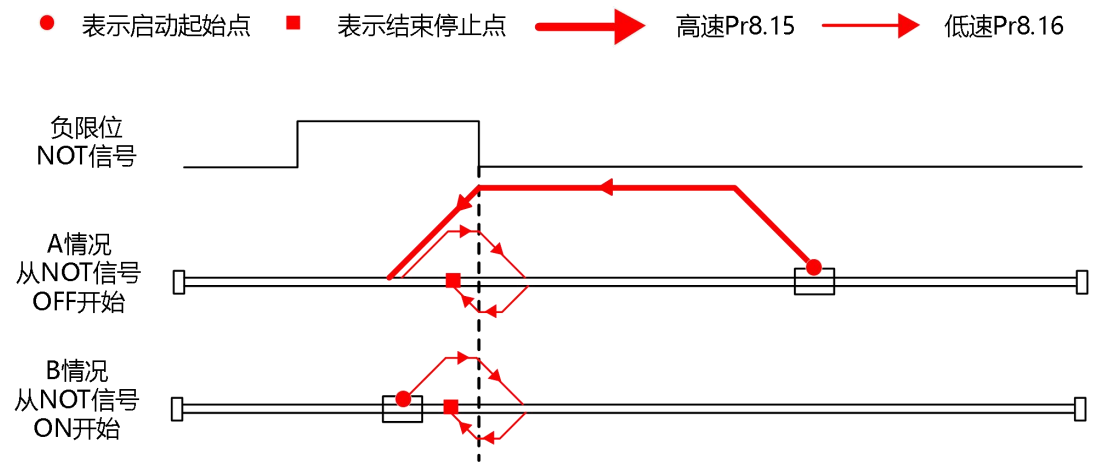 表示启动起始点 表示结束停止点 高速Pr8.15 低速Pr8.16
负限位
NOT信号
A情况
从NOT信号
OFF开始
B情况
从NOT信号
ON开始